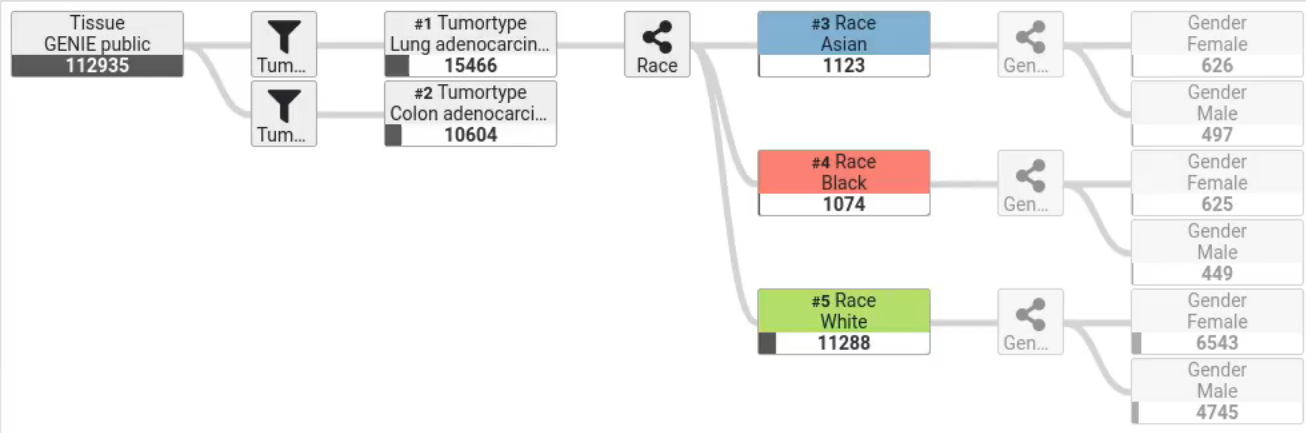 Tissue
GENIE public
112935
Tum...
#1 Tumortype
Lung adenocarcin...
15466
Tum...
#2 Tumortype
Colon adenocarci...
10604
Race
#3 Race
Asian
1123
Gen...
Gender
Female
626
Gender
Male
497
#4 Race
Black
1074
Gen...
Gender
Female
625
Gender
Male
449
#5 Race
White
11288
Gen...
Gender
Female
6543
Gender
Male
4745